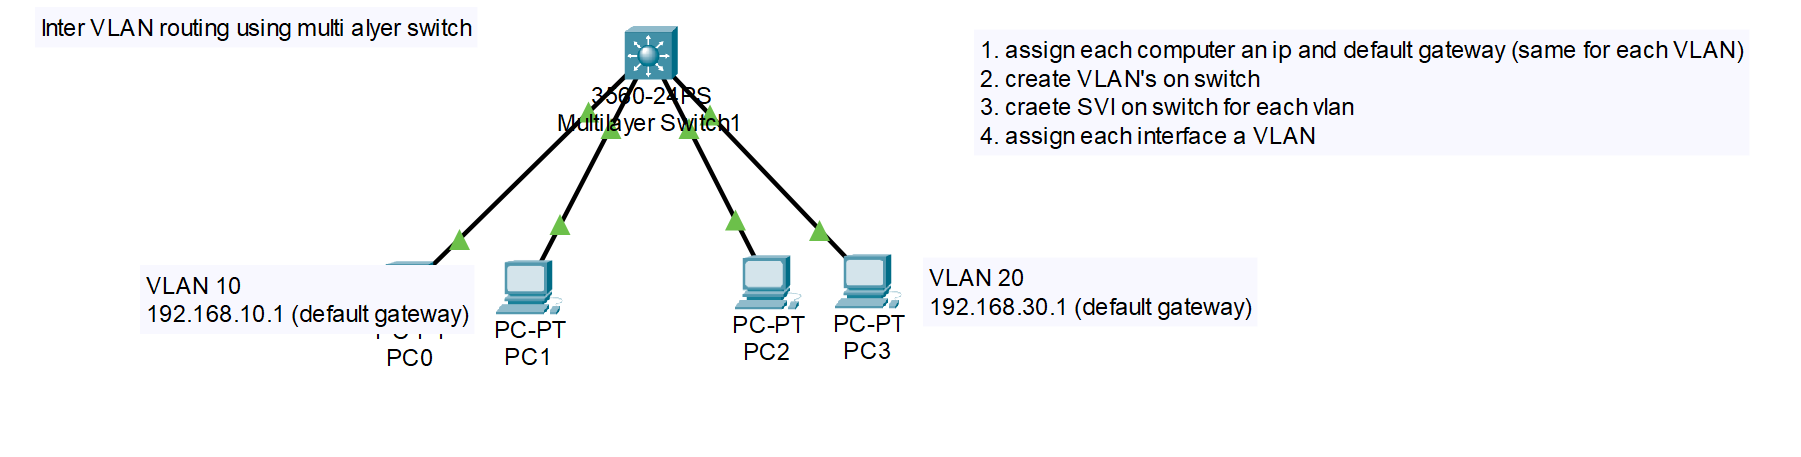 Inter VLAN routing using multi alyer switch
1. assign each computer an ip and default gateway (same for each VLAN)
2. create VLAN's on switch
3. craete SVI on switch for each vlan
4. assign each interface a VLAN
3560-24PS
Multilayer Switch1
VLAN 10
192.168.10.1 (default gateway)
PC0
PC-PT
PC1
PC-PT
PC2
PC-PT
PC3
VLAN 20
192.168.30.1 (default gateway)